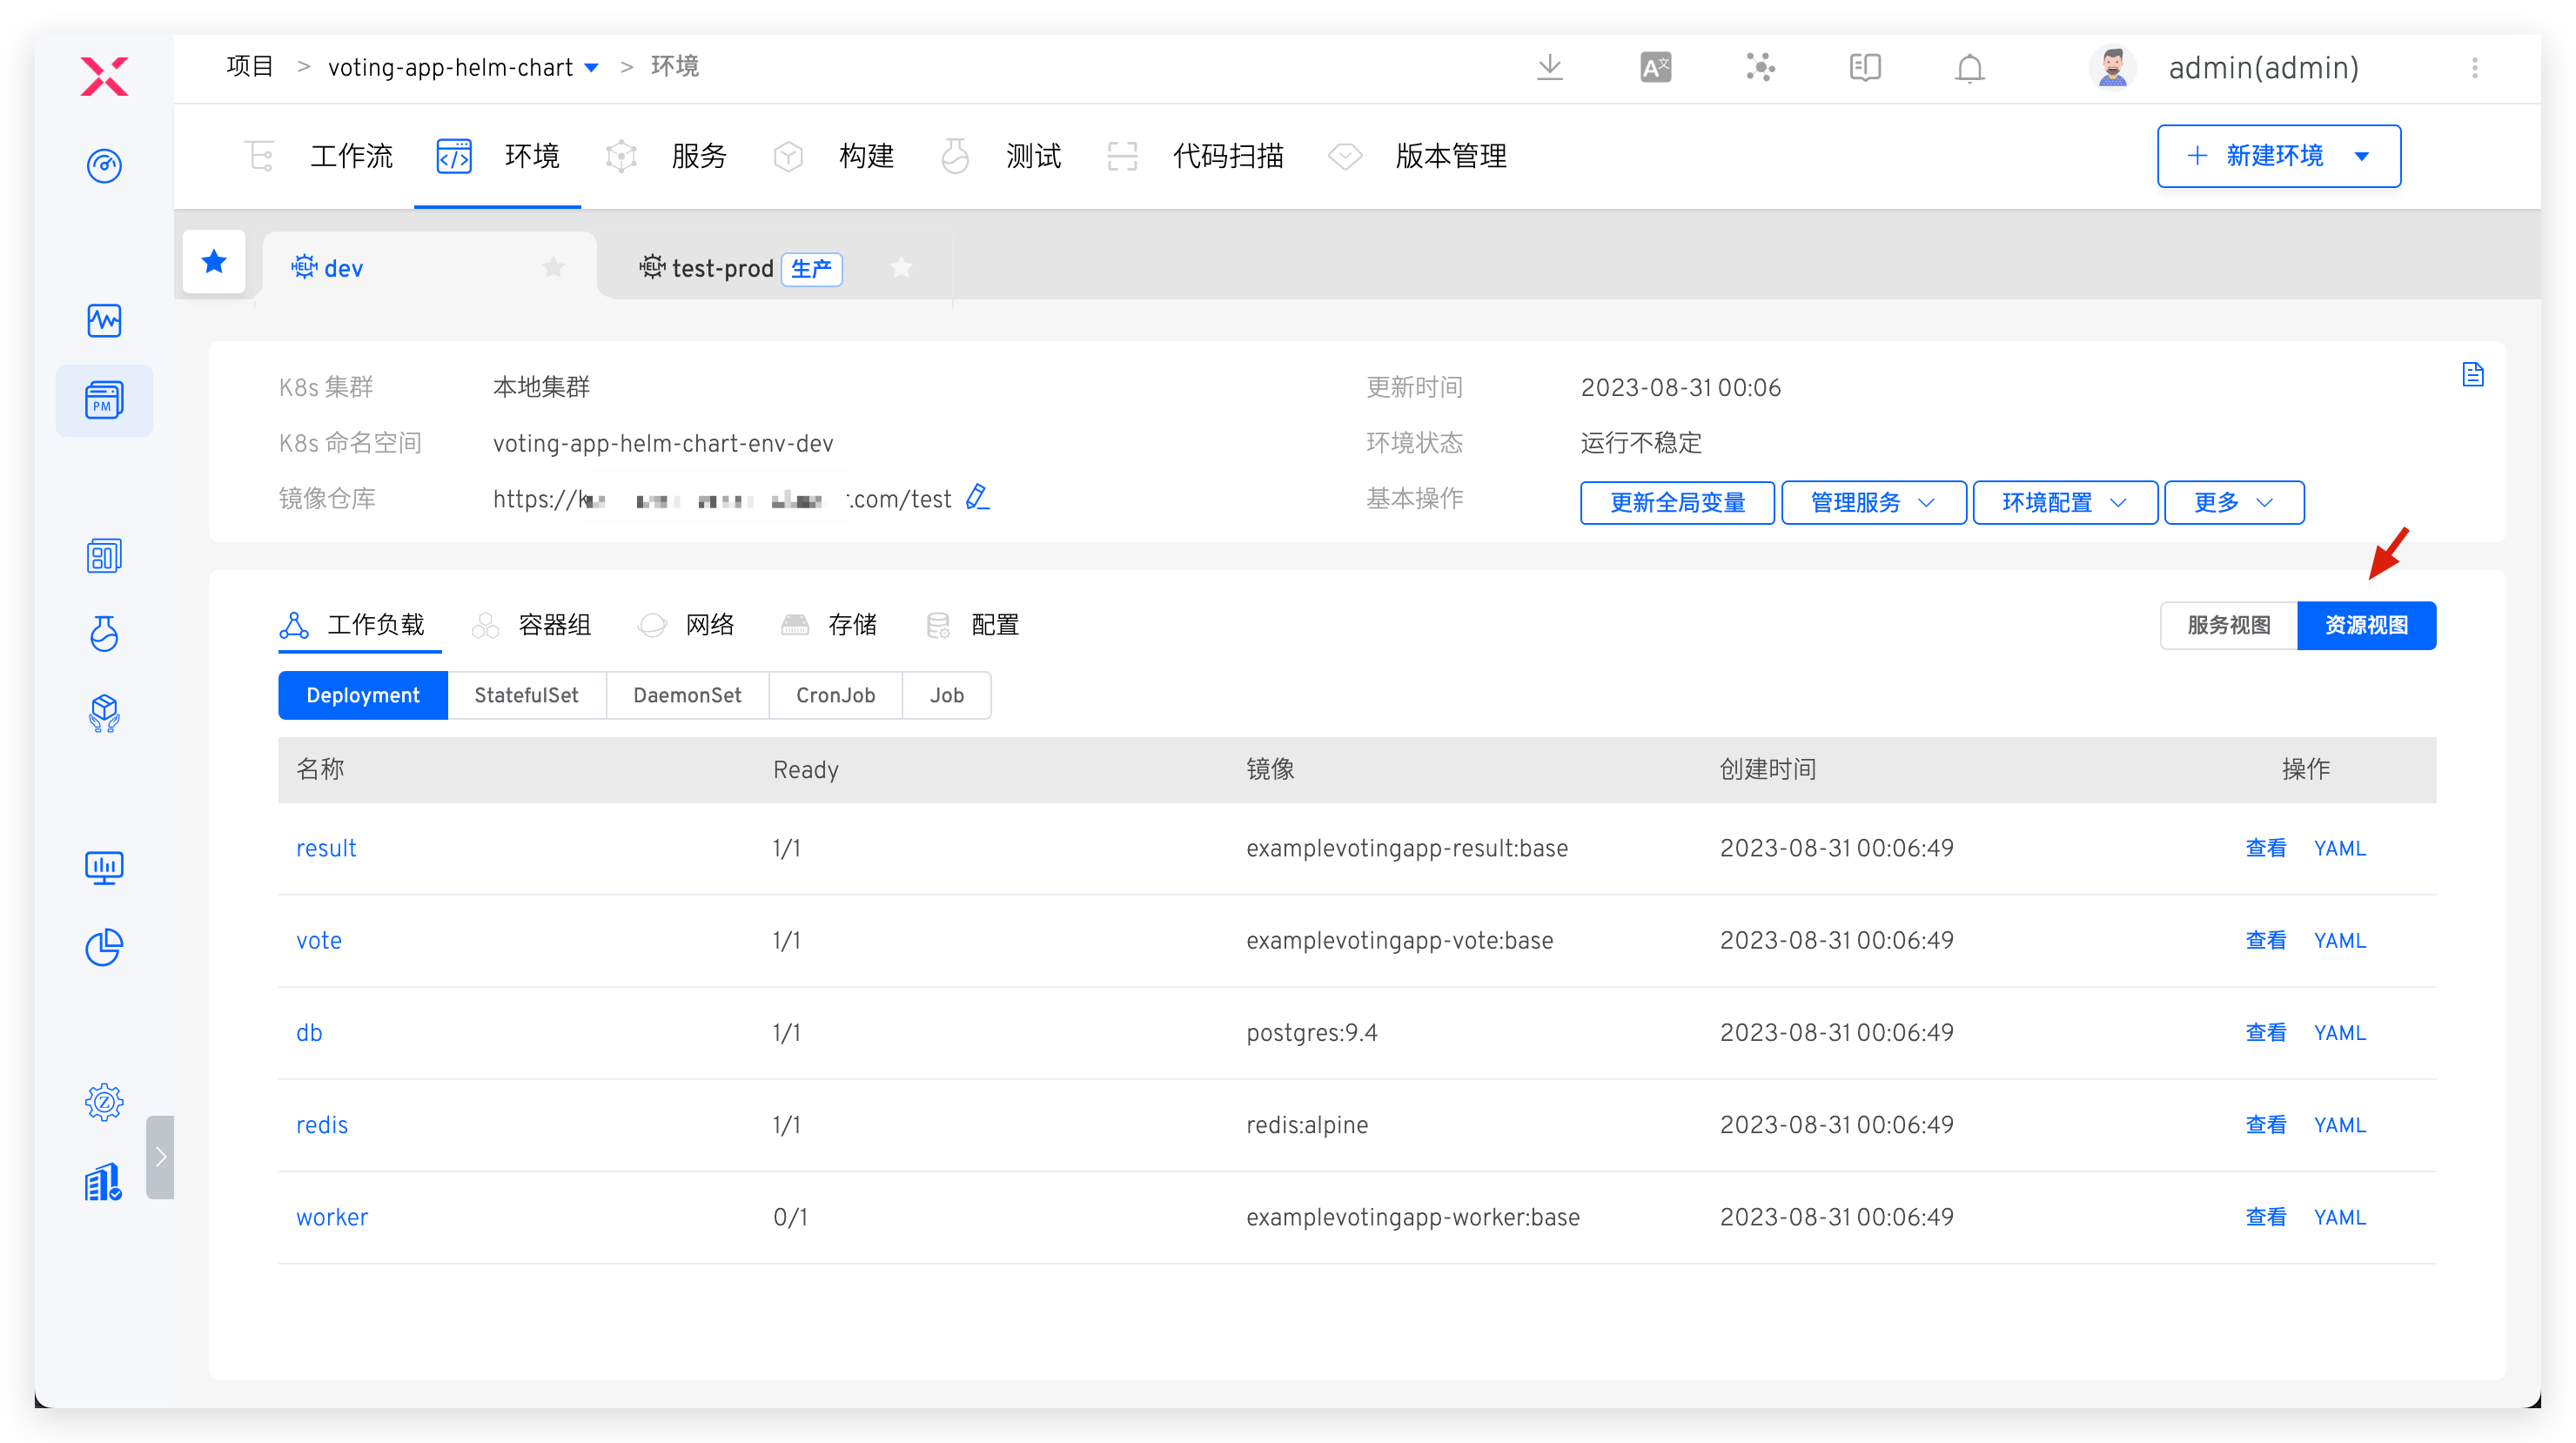 项目 > voting-app-helm-chart > 环境
admin(admin)
工作流 环境 服务 构建 测试 代码扫描 版本管理
+ 新建环境
HELM dev
HELM test-prod 生产
PM
K8s 集群 本地集群
更新时间 2023-08-31 00:06
K8s 命名空间 voting-app-helm-chart-env-dev
环境状态 运行不稳定
镜像仓库 https:// .com/test
基本操作 更新全局变量 管理服务 环境配置 更多
工作负载 容器组 网络 存储 配置
服务视图 资源视图
Deployment StatefulSet DaemonSet CronJob Job
名称 Ready 镜像 创建时间 操作
result 1/1 examplevotingapp-result:base 2023-08-31 00:06:49 查看 YAML
vote 1/1 examplevotingapp-vote:base 2023-08-31 00:06:49 查看 YAML
db 1/1 postgres:9.4 2023-08-31 00:06:49 查看 YAML
redis 1/1 redis:alpine 2023-08-31 00:06:49 查看 YAML
worker 0/1 examplevotingapp-worker:base 2023-08-31 00:06:49 查看 YAML